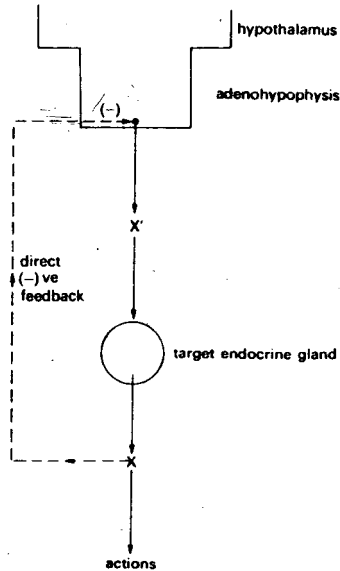 hypothalamus
adenohypophysis
(-)
X'
direct
(-) ve
feedback
target endocrine gland
X
actions